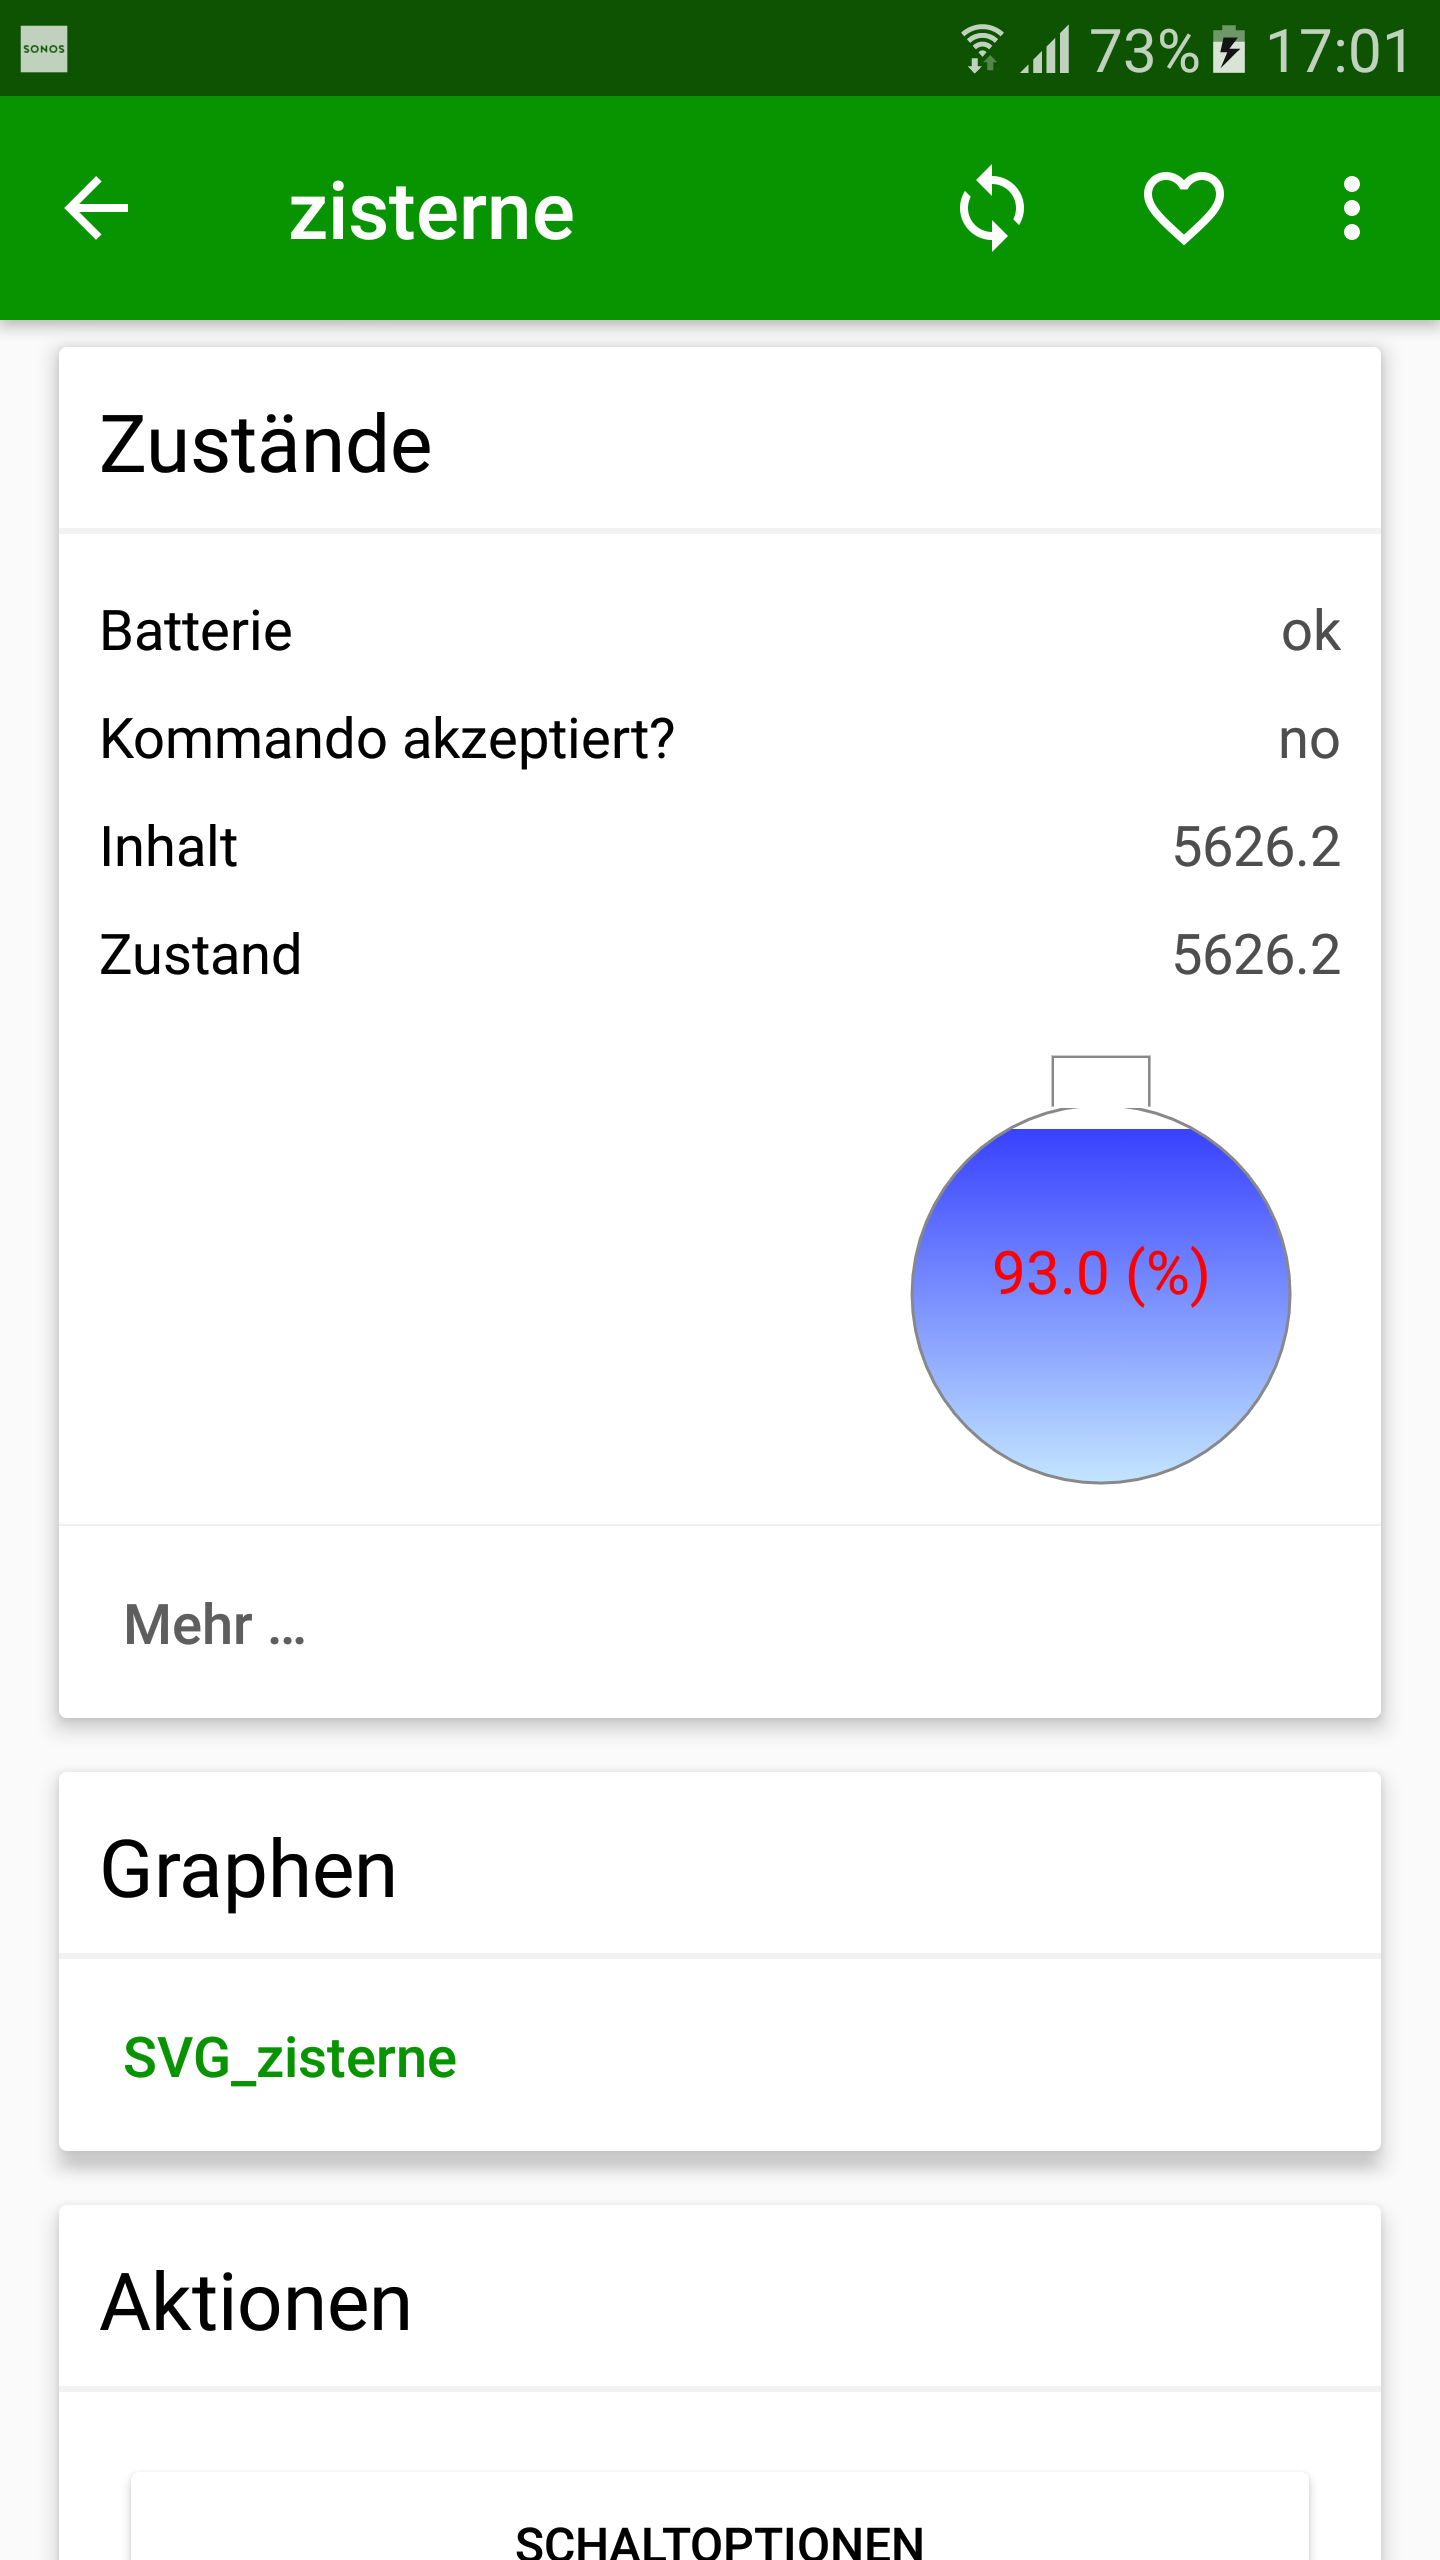 SONOS 73% 17:01
zisterne
Zustände
Batterie ok
Kommando akzeptiert? no
Inhalt 5626.2
Zustand 5626.2
93.0 (%)
Mehr ...
Graphen
SVG_zisterne
Aktionen
SCHALTOPTIONEN